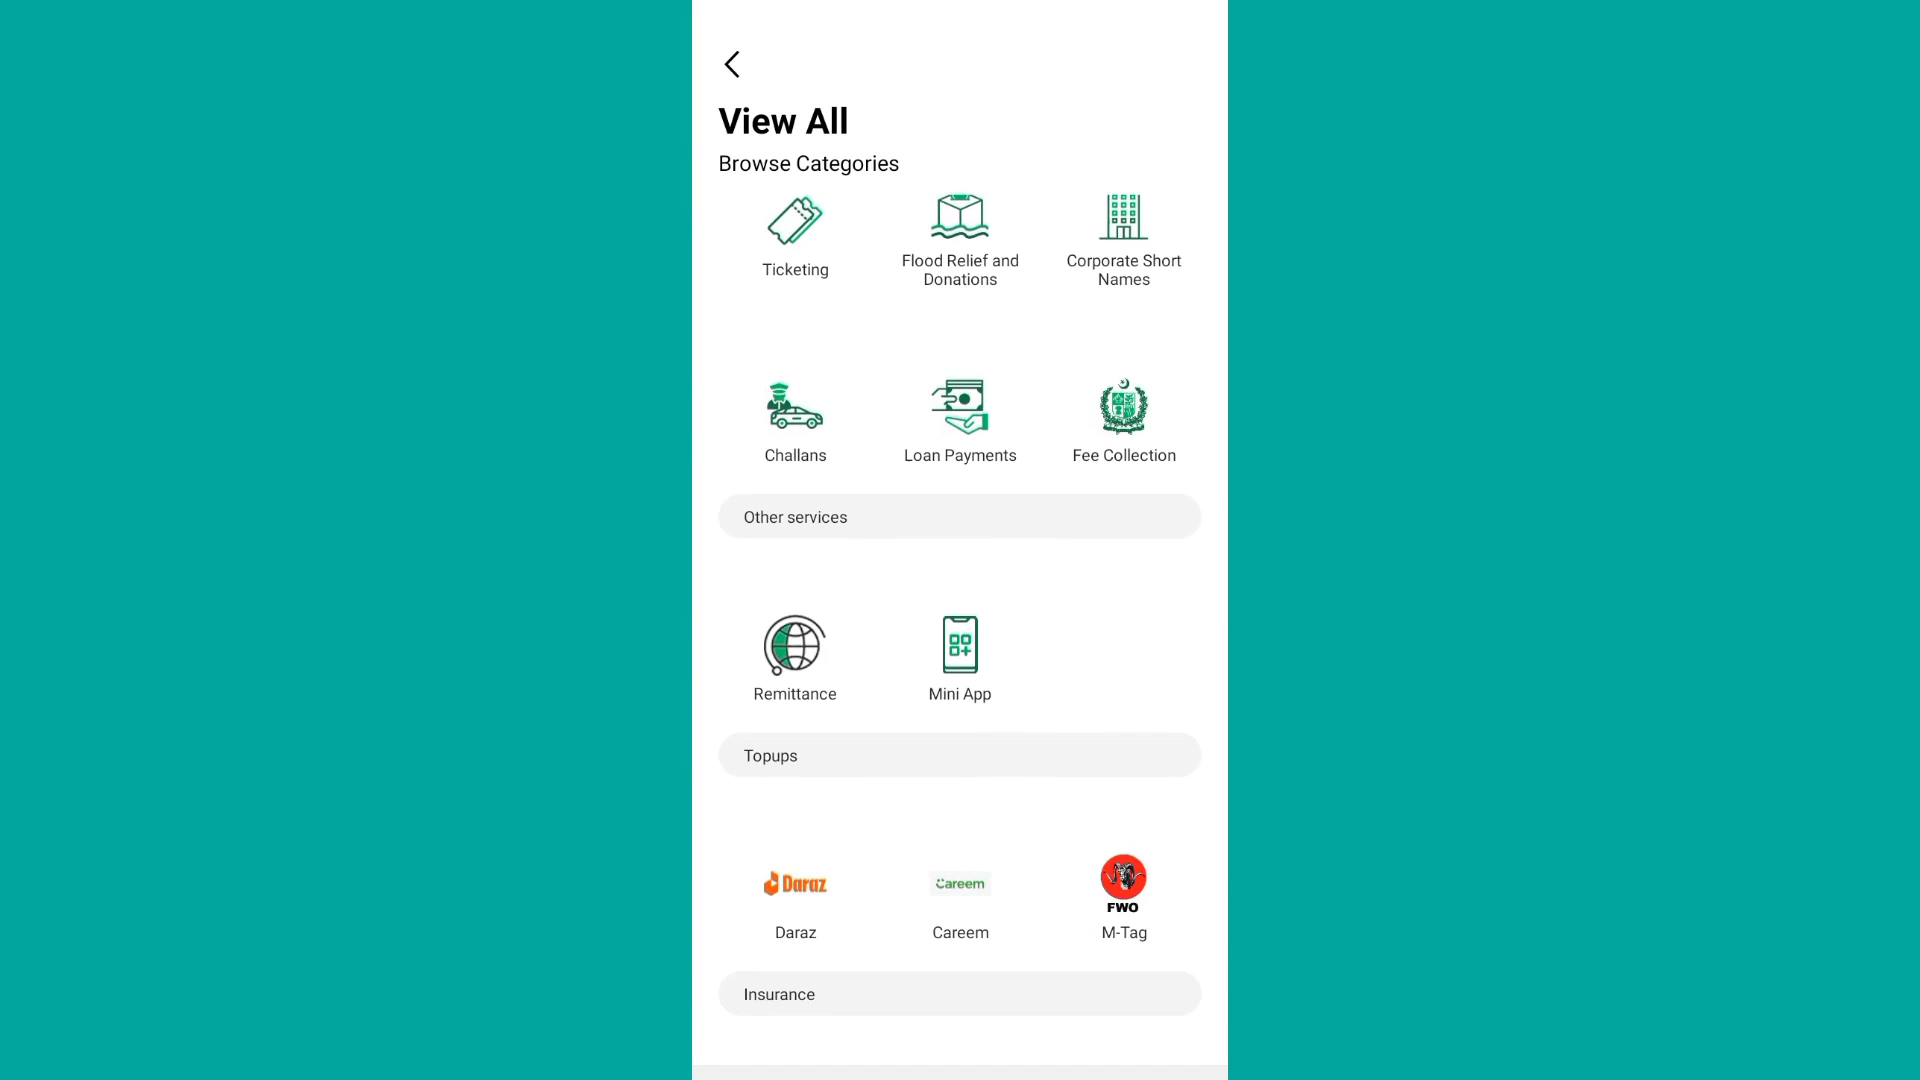 View All
Browse Categories
Ticketing
Flood Relief and
Donations
Corporate Short
Names
Challans
Loan Payments
Fee Collection
Other services
Remittance
Mini App
Topups
Daraz
Careem
FWO
Daraz
Careem
M-Tag
Insurance